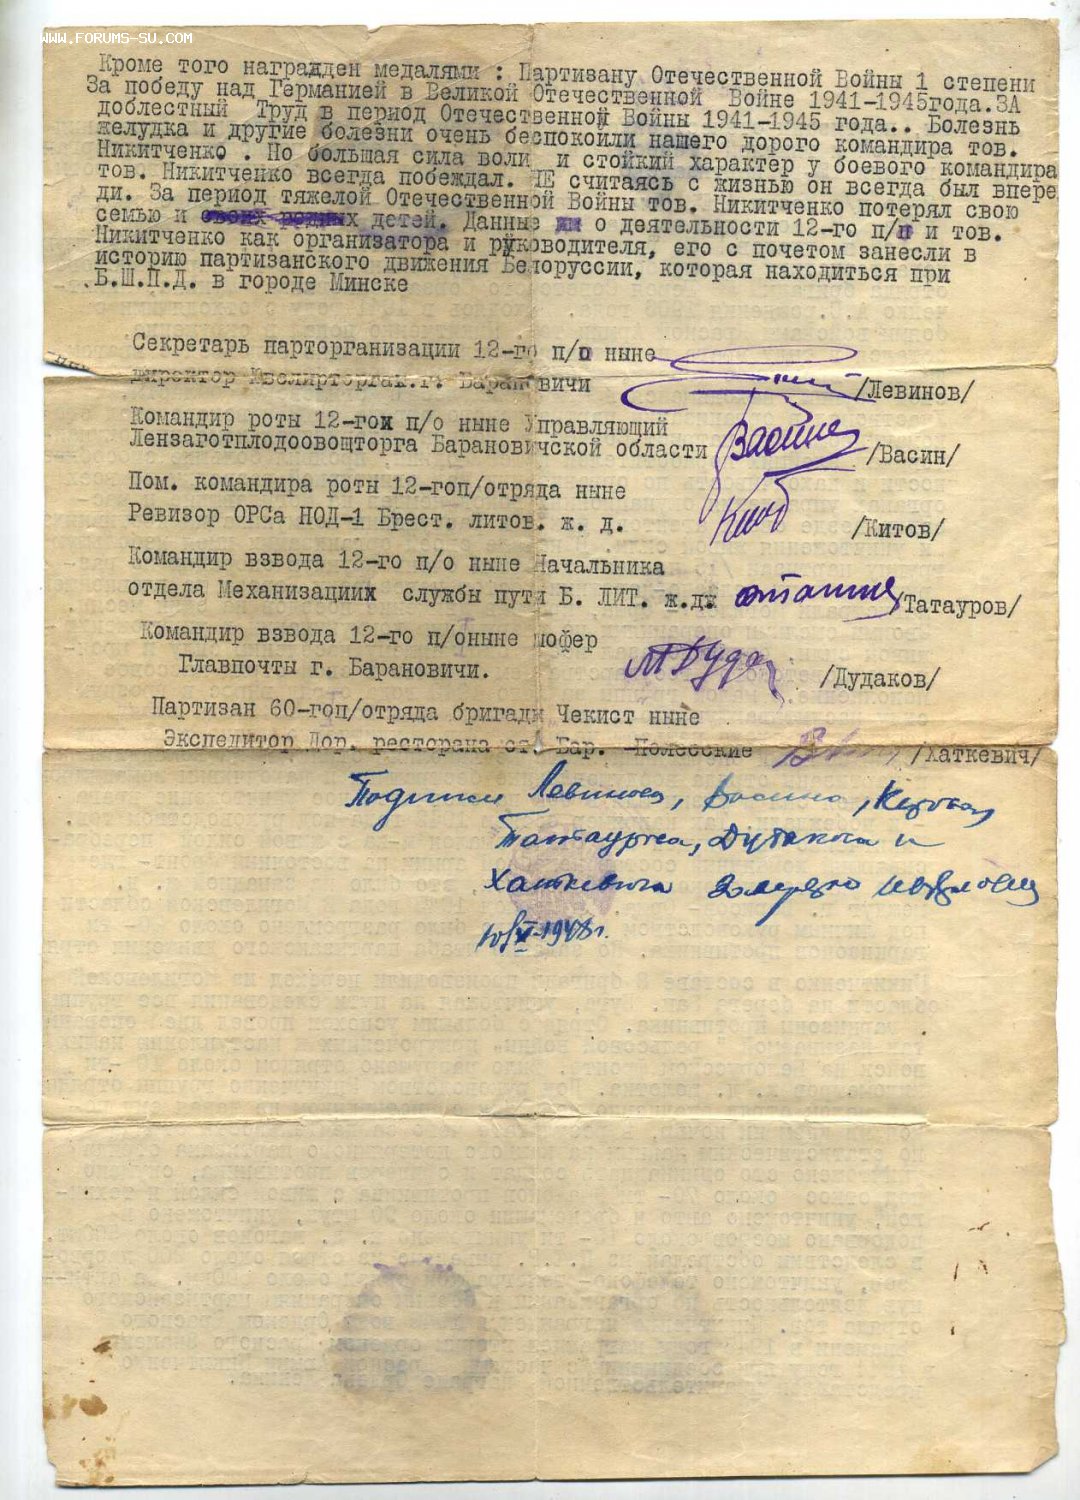 WWW.FORUMS-SU.COM
Кроме того награжден медалями : Партизану Отечественной Войны 1 степени
За победу над Германией в Великой Отечественной Войне 1941-1945года.ЗА
доблестный Труд в период Отечественной Войны 1941-1945 года.. Болезнь
желудка и другие болезни очень беспокоили нашего дорого командира тов.
Никитченко . Но большая сила воли и стойкий характер у боевого командира
тов. Никитченко всегда побеждал. НЕ считаясь с жизнью он всегда был впере
ди. За период тяжелой Отечественной Войны тов. Никитченко потерял свою
семью и детей. Данные о деятельности 12-го п/п и тов.
Никитченко как организатора и руководителя, его с почетом занесли в
историю партизанского движения Белоруссии, которая находиться при
Б.Ш.П.Д. в городе Минске
Секретарь парторганизации 12-го п/о ныне
директор г. Барановичи /Левинов/
Командир роты 12-гох п/о ныне Управляющий
Лензаготплодоовощторга Барановичской области /Васин/
Пом. командира роты 12-гоп/отряда ныне
Ревизор ОРСа НОД-1 Брест. литов. ж. д. /Китов/
Командир взвода 12-го п/о ныне Начальника
отдела Механизациих службы пути Б. ЛИТ. ж.дх /Татауров/
Командир взвода 12-го п/оныне шофер
Главпочты г. Барановичи. /Дудаков/
Партизан 60-гоп/отряда бригады Чекист ныне
Экспедитор Дор. ресторана ст. Бар. -Полесские /Хаткевич/
Подписи Левинова, Васина, Китова
Татаурова, Дудакова и
Хаткевича
10/X-1948г.